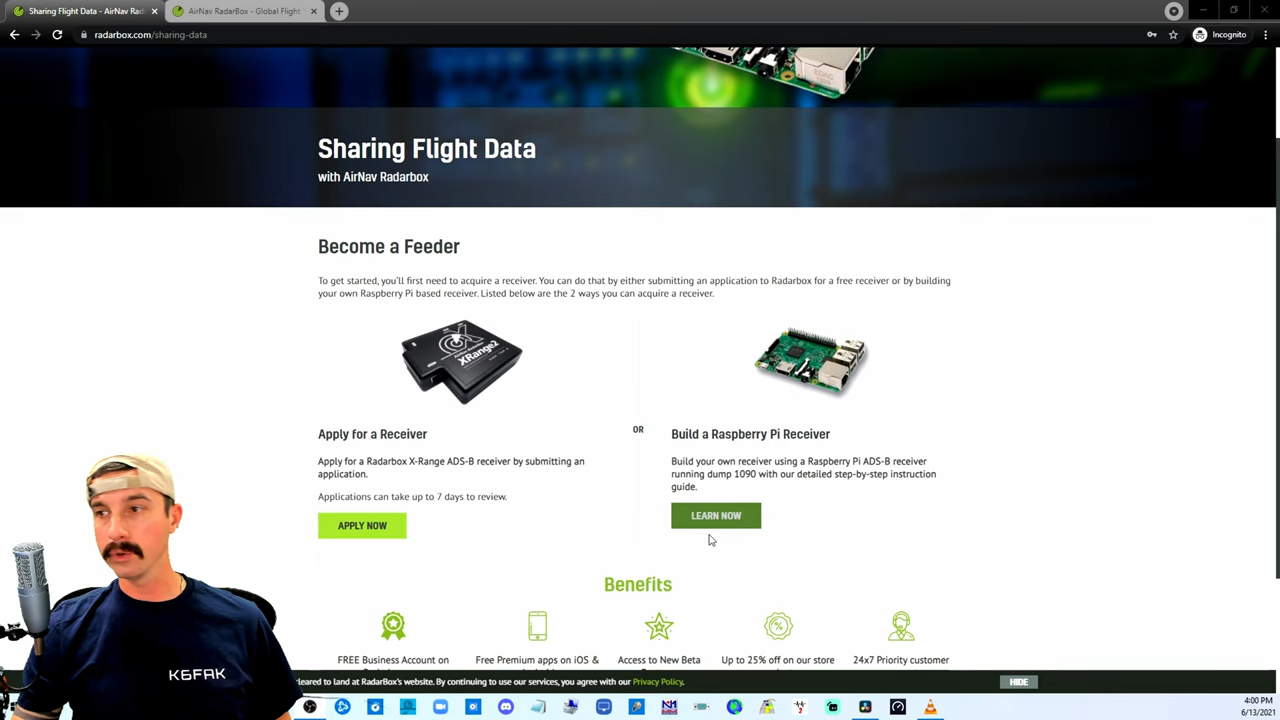 Sharing Flight Data - AirNav Rad
AirNav RadarBox - Global Flight
radarbox.com/sharing-data
Incognito
Sharing Flight Data
with AirNav Radarbox
Become a Feeder
To get started, you'll first need to acquire a receiver. You can do that by either submitting an application to Radarbox for a free receiver or by building
your own Raspberry Pi based receiver. Listed below are the 2 ways you can acquire a receiver.
XRange2
OR
Apply for a Receiver
Apply for a Radarbox X-Range ADS-B receiver by submitting an
application.
Applications can take up to 7 days to review.
APPLY NOW
Build a Raspberry Pi Receiver
Build your own receiver using a Raspberry Pi ADS-B receiver
running dump 1090 with our detailed step-by-step instruction
guide.
LEARN NOW
Benefits
FREE Business Account on
Free Premium apps on iOS &
Access to New Beta
Up to 25% off on our store
24x7 Priority customer
cleared to land at RadarBox's website. By continuing to use our services, you agree with our Privacy Policy.
HIDE
K6FAK
4:00 PM
6/13/2021